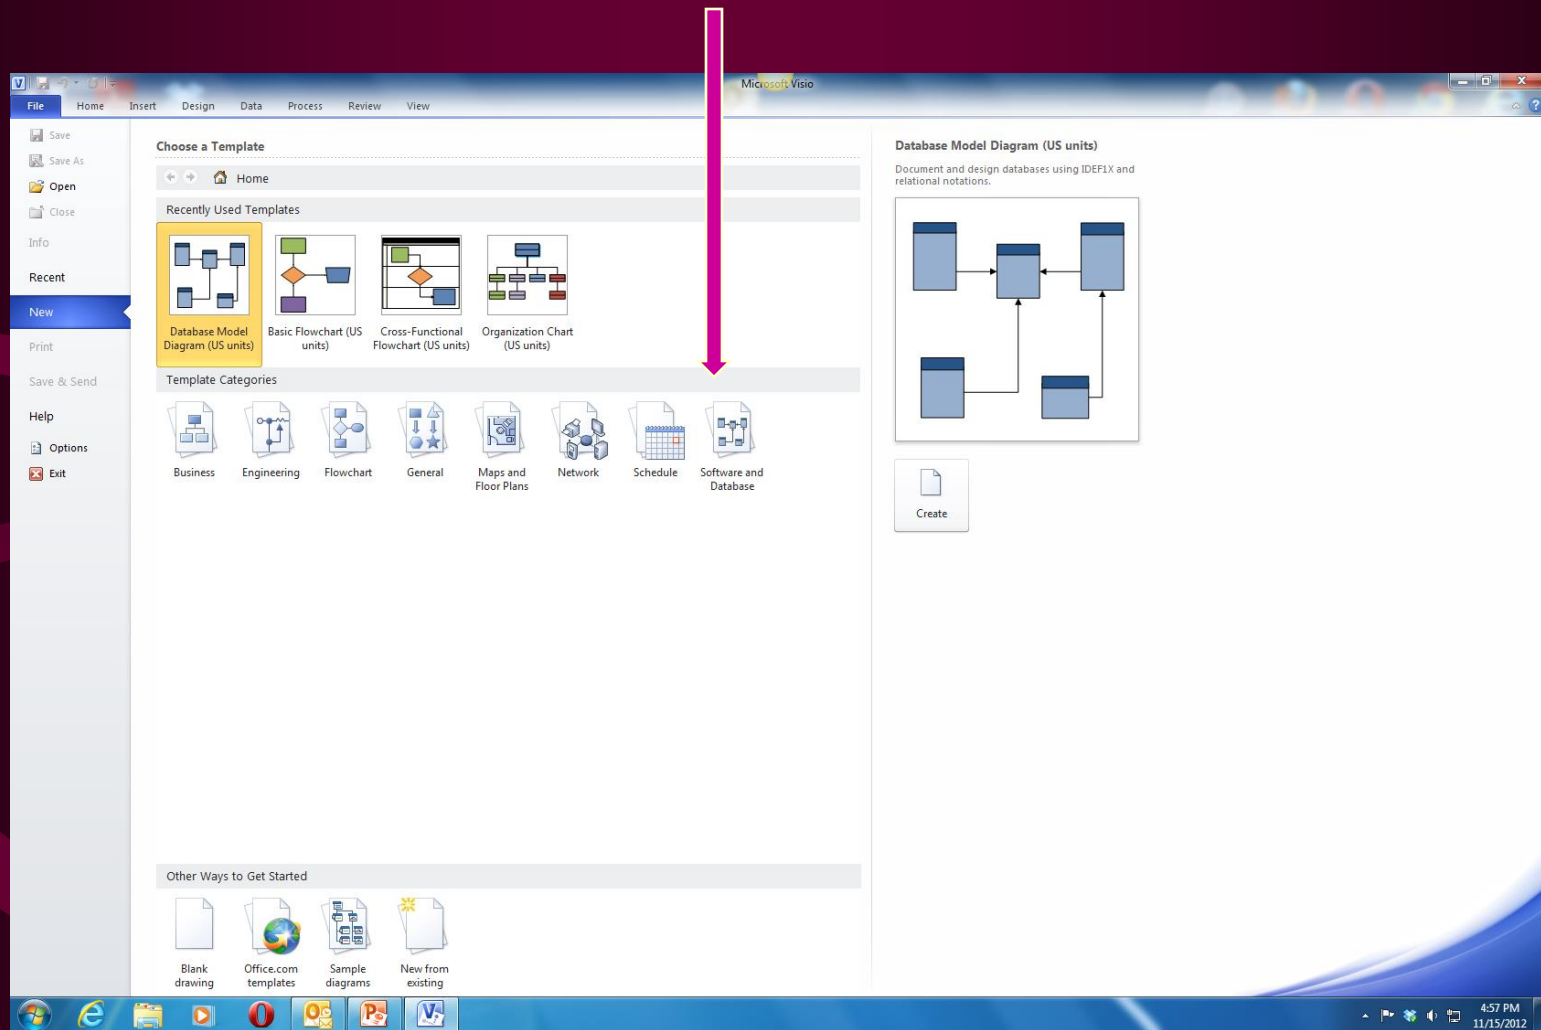 Microsoft Visio
File Home Insert Design Data Process Review View
Save
Save As
Open
Close
Info
Recent
New
Print
Save & Send
Help
Options
Exit
Choose a Template
Home
Recently Used Templates
Database Model
Diagram (US units)
Basic Flowchart (US
units)
Cross-Functional
Flowchart (US units)
Organization Chart
(US units)
Template Categories
Business
Engineering
Flowchart
General
Maps and
Floor Plans
Network
Schedule
Software and
Database
Other Ways to Get Started
Blank
drawing
Office.com
templates
Sample
diagrams
New from
existing
Database Model Diagram (US units)
Document and design databases using IDEF1X and
relational notations.
Create
4:57 PM
11/15/2012